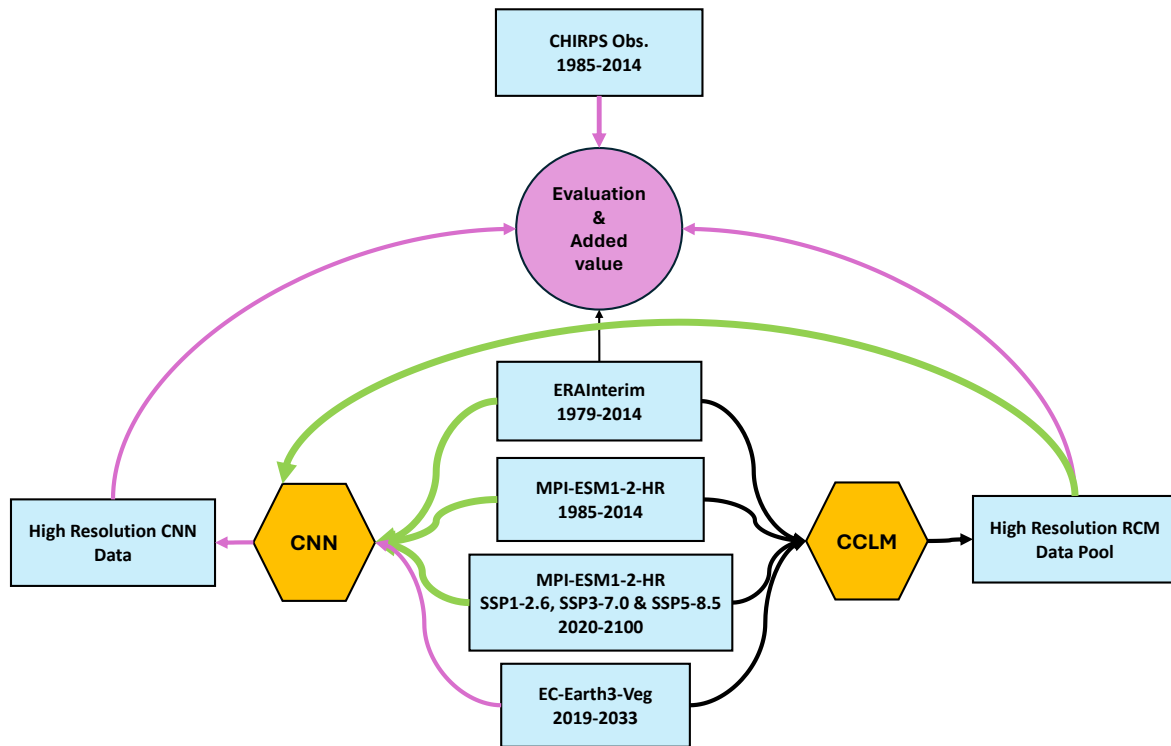 CHIRPS Obs.
1985-2014
Evaluation
&
Added
value
ERAInterim
1979-2014
MPI-ESM1-2-HR
1985-2014
High Resolution CNN
Data
CNN
CCLM
High Resolution RCM
Data Pool
MPI-ESM1-2-HR
SSP1-2.6, SSP3-7.0 & SSP5-8.5
2020-2100
EC-Earth3-Veg
2019-2033